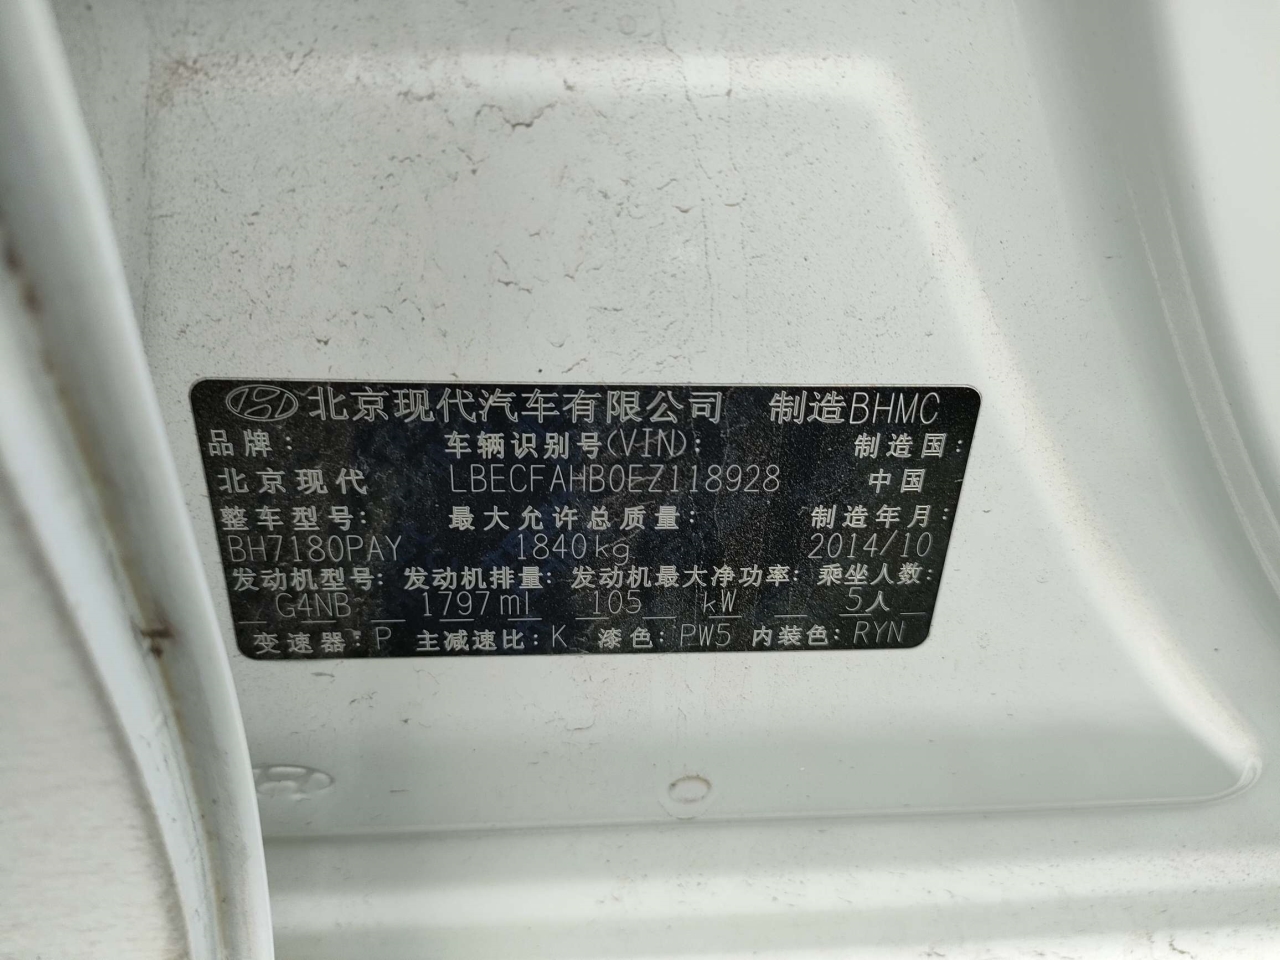 北京现代汽车有限公司 制造BHMC
品牌: 车辆识别号(VIN): 制造国:
北京现代 LBECFAHB0EZ118928 中国
整车型号: 最大允许总质量: 制造年月:
BH7180PAY 1840kg 2014/10
发动机型号: 发动机排量: 发动机最大净功率: 乘坐人数:
G4NB 1797ml 105 kW 5人
变速器: P 主减速比: K 漆色: PW5 内装色: RYN